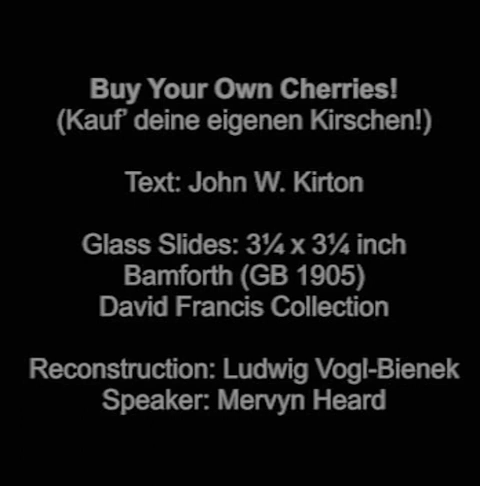 Buy Your Own Cherries!
(Kauf' deine eigenen Kirschen!)
Text: John W. Kirton
Glass Slides: 3¼ x 3¼ inch
Bamforth (GB 1905)
David Francis Collection
Reconstruction: Ludwig Vogl-Bienek
Speaker: Mervyn Heard